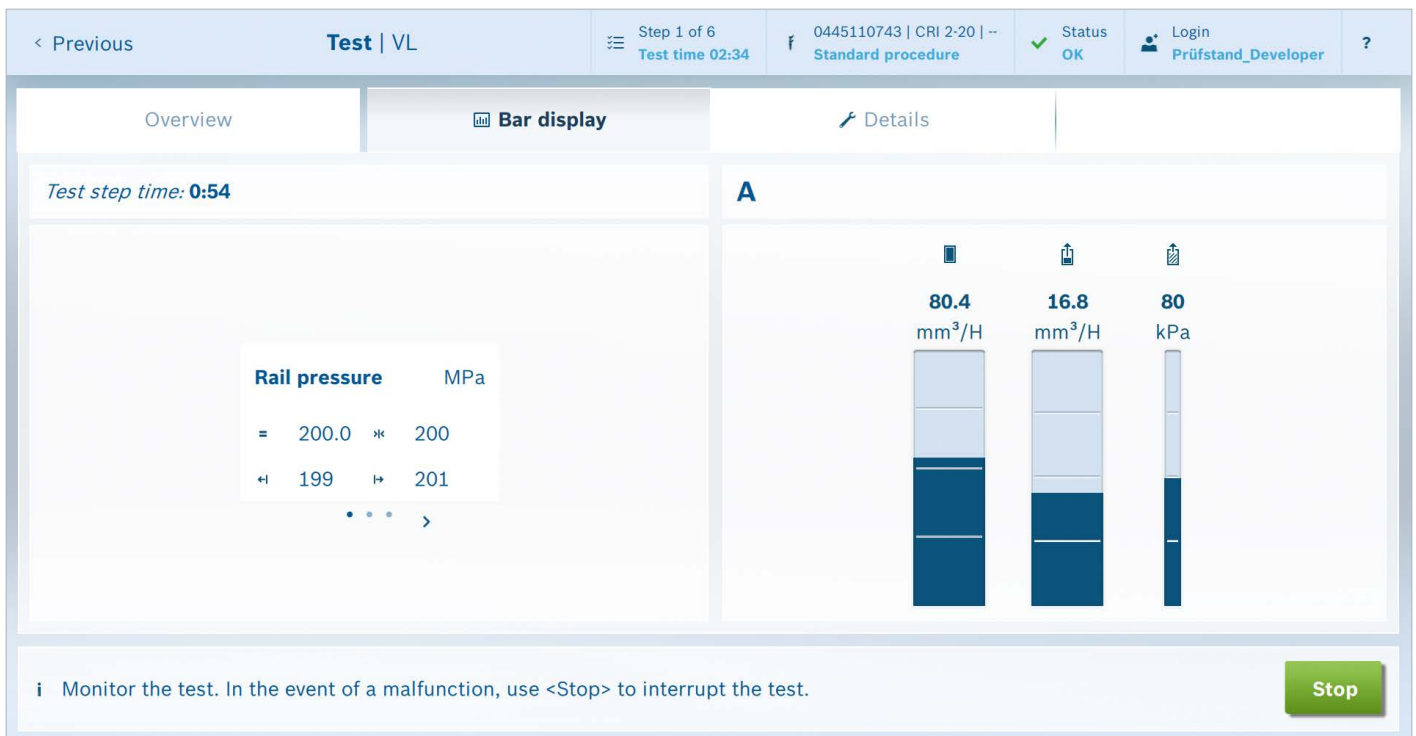 < Previous
Test | VL
Step 1 of 6
Test time 02:34
0445110743 | CRI 2-20 | --
Standard procedure
Status
OK
Login
Prüfstand_Developer
?
Overview
Bar display
Details
Test step time: 0:54
A
Rail pressure MPa
= 200.0 200
199 201
80.4
mm³/H
16.8
mm³/H
80
kPa
i Monitor the test. In the event of a malfunction, use <Stop> to interrupt the test.
Stop